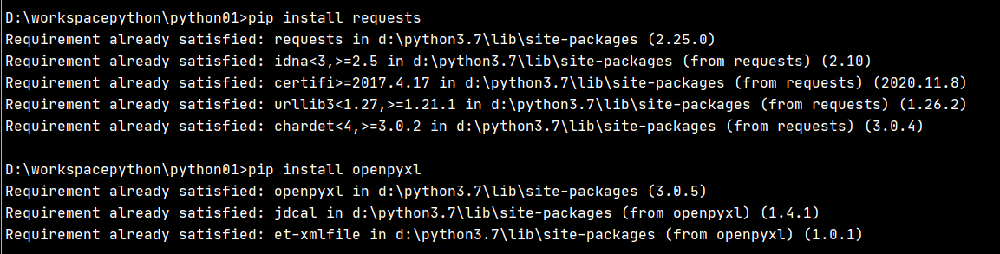 D:\workspacepython\python01>pip install requests
Requirement already satisfied: requests in d:\python3.7\lib\site-packages (2.25.0)
Requirement already satisfied: idna<3,>=2.5 in d:\python3.7\lib\site-packages (from requests) (2.10)
Requirement already satisfied: certifi>=2017.4.17 in d:\python3.7\lib\site-packages (from requests) (2020.11.8)
Requirement already satisfied: urllib3<1.27,>=1.21.1 in d:\python3.7\lib\site-packages (from requests) (1.26.2)
Requirement already satisfied: chardet<4,>=3.0.2 in d:\python3.7\lib\site-packages (from requests) (3.0.4)
D:\workspacepython\python01>pip install openpyxl
Requirement already satisfied: openpyxl in d:\python3.7\lib\site-packages (3.0.5)
Requirement already satisfied: jdcal in d:\python3.7\lib\site-packages (from openpyxl) (1.4.1)
Requirement already satisfied: et-xmlfile in d:\python3.7\lib\site-packages (from openpyxl) (1.0.1)